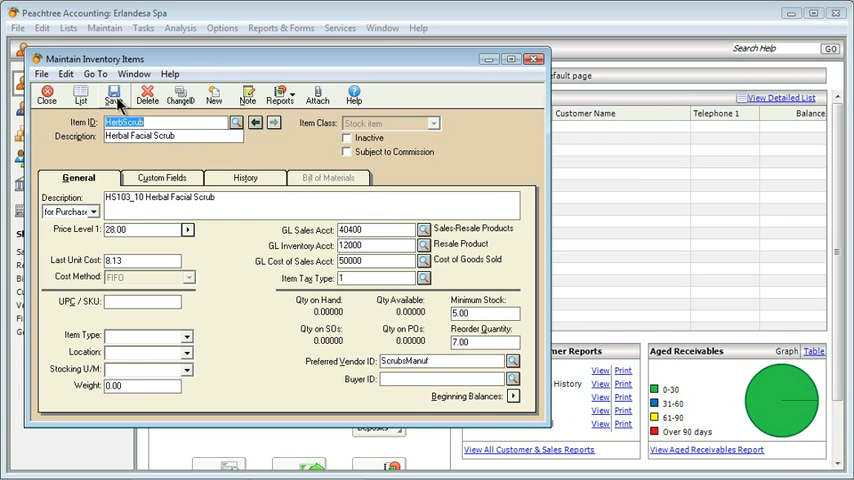 Peachtree Accounting: Erlandesa Spa
File Edit Lists Maintain Tasks Analysis Options Reports & Forms Services Window Help
Maintain Inventory Items
File Edit Go To Window Help
Search Help GO
Close List Save Delete ChangeID New Note Reports Attach Help
efault page
View Detailed List
Customer Name Telephone 1 Balance
Item ID: HerbScrub
Description: Herbal Facial Scrub
Item Class: Stock item
Inactive
Subject to Commission
General Custom Fields History Bill of Materials
Description: HS103_10 Herbal Facial Scrub
for Purchase
Price Level 1: 28.00
Last Unit Cost: 8.13
Cost Method: FIFO
GL Sales Acct: 40400 Sales-Resale Products
GL Inventory Acct: 12000 Resale Product
GL Cost of Sales Acct: 50000 Cost of Goods Sold
Item Tax Type: 1
UPC / SKU:
Item Type:
Location:
Stocking U/M:
Weight: 0.00
Qty on Hand: 0.00000
Qty Available: 0.00000
Minimum Stock: 5.00
Qty on SOs: 0.00000
Qty on POs: 0.00000
Reorder Quantity: 7.00
Preferred Vendor ID: ScrubsManuf
Buyer ID:
Beginning Balances:
mer Reports
View Print
History View Print
View Print
View Print
View Print
View All Customer & Sales Reports
Aged Receivables Graph Table
0-30
31-60
61-90
Over 90 days
View Aged Receivables Report
Deposits